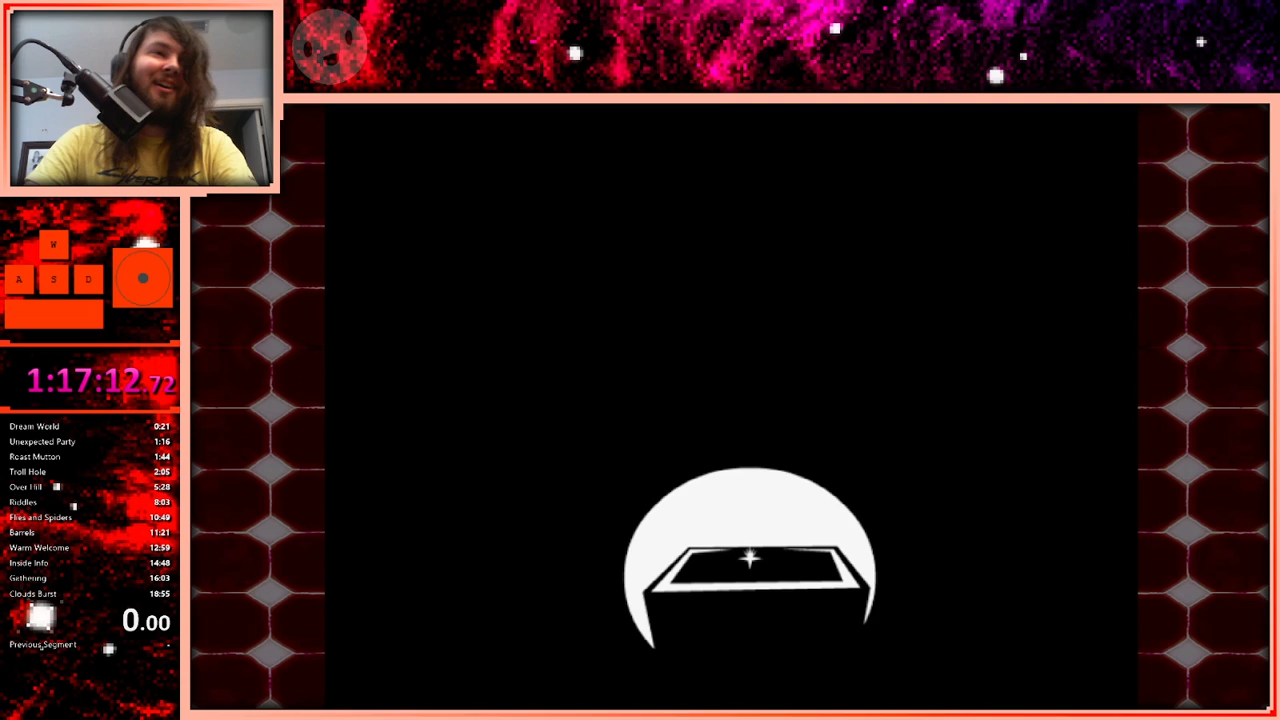 W
A S D
1:17:12.72
Dream World 0:21
Unexpected Party 1:16
Roast Mutton 1:44
Troll Hole 2:05
Over Hill 5:28
Riddles 8:03
Flies and Spiders 10:49
Barrels 11:21
Warm Welcome 12:59
Inside Info 14:48
Gathering 16:03
Clouds Burst 18:55
0.00
Previous Segment -